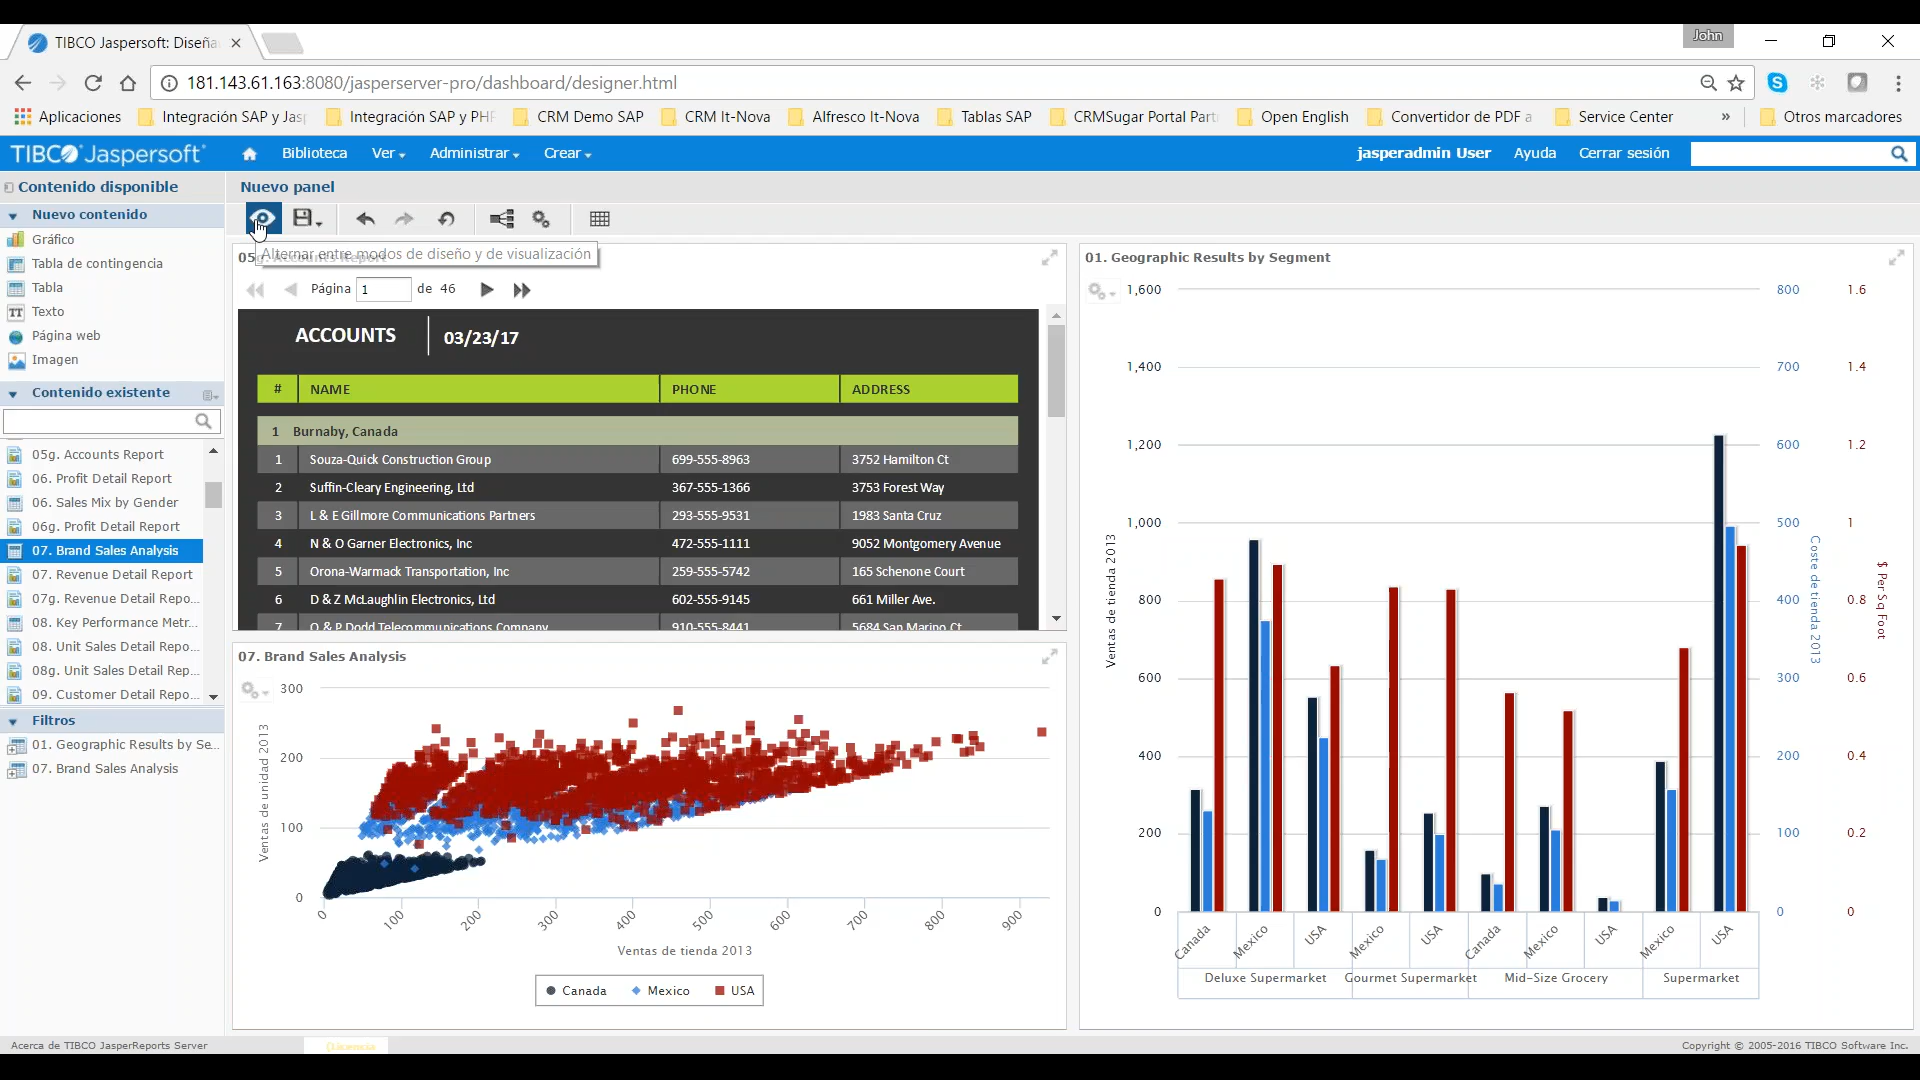 TIBCO Jaspersoft: Diseña
John
181.143.61.163:8080/jasperserver-pro/dashboard/designer.html
Aplicaciones Integración SAP y Jas Integración SAP y PHP CRM Demo SAP CRM It-Nova Alfresco It-Nova Tablas SAP CRMSugar Portal Part Open English Convertidor de PDF a Service Center » Otros marcadores
TIBCO Jaspersoft Biblioteca Ver Administrar Crear jasperadmin User Ayuda Cerrar sesión
Contenido disponible
Nuevo contenido
Gráfico
Tabla de contingencia
Tabla
Texto
Página web
Imagen
Contenido existente
05g. Accounts Report
06. Profit Detail Report
06. Sales Mix by Gender
06g. Profit Detail Report
07. Brand Sales Analysis
07. Revenue Detail Report
07g. Revenue Detail Repo...
08. Key Performance Metr...
08. Unit Sales Detail Repo...
08g. Unit Sales Detail Rep...
09. Customer Detail Repo...
Filtros
01. Geographic Results by Se...
07. Brand Sales Analysis
Nuevo panel
Alternar entre modos de diseño y de visualización
05g. Accounts Report
Página 1 de 46
ACCOUNTS 03/23/17
# NAME PHONE ADDRESS
1 Burnaby, Canada
1 Souza-Quick Construction Group 699-555-8963 3752 Hamilton Ct
2 Suffin-Cleary Engineering, Ltd 367-555-1366 3753 Forest Way
3 L & E Gillmore Communications Partners 293-555-9531 1983 Santa Cruz
4 N & O Garner Electronics, Inc 472-555-1111 9052 Montgomery Avenue
5 Orona-Warmack Transportation, Inc 259-555-5742 165 Schenone Court
6 D & Z McLaughlin Electronics, Ltd 602-555-9145 661 Miller Ave.
7 O & P Dodd Telecommunications Company 910-555-8441 5684 San Marino Ct
07. Brand Sales Analysis
Ventas de unidad 2013
300
200
100
0
0 100 200 300 400 500 600 700 800 900
Ventas de tienda 2013
Canada Mexico USA
01. Geographic Results by Segment
Ventas de tienda 2013
1,600 800 1.6
1,400 700 1.4
1,200 600 1.2
1,000 500 1
800 400 0.8
600 300 0.6
400 200 0.4
200 100 0.2
0 0 0
Coste de tienda 2013
$ Per Sq Foot
Canada Mexico USA Mexico USA Canada Mexico USA Mexico USA
Deluxe Supermarket Gourmet Supermarket Mid-Size Grocery Supermarket
Acerca de TIBCO JasperReports Server
Copyright © 2005-2016 TIBCO Software Inc.